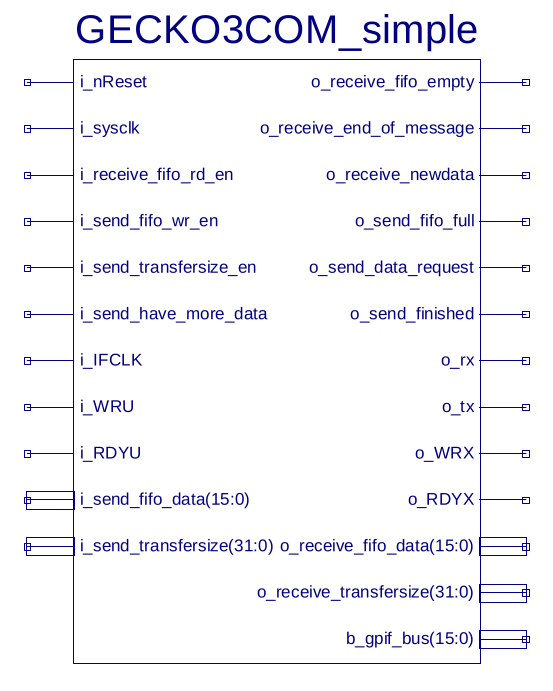 GECKO3COM_simple
i_nReset o_receive_fifo_empty
i_sysclk o_receive_end_of_message
i_receive_fifo_rd_en o_receive_newdata
i_send_fifo_wr_en o_send_fifo_full
i_send_transfersize_en o_send_data_request
i_send_have_more_data o_send_finished
i_IFCLK o_rx
i_WRU o_tx
i_RDYU o_WRX
i_send_fifo_data(15:0) o_RDYX
i_send_transfersize(31:0) o_receive_fifo_data(15:0)
o_receive_transfersize(31:0)
b_gpif_bus(15:0)